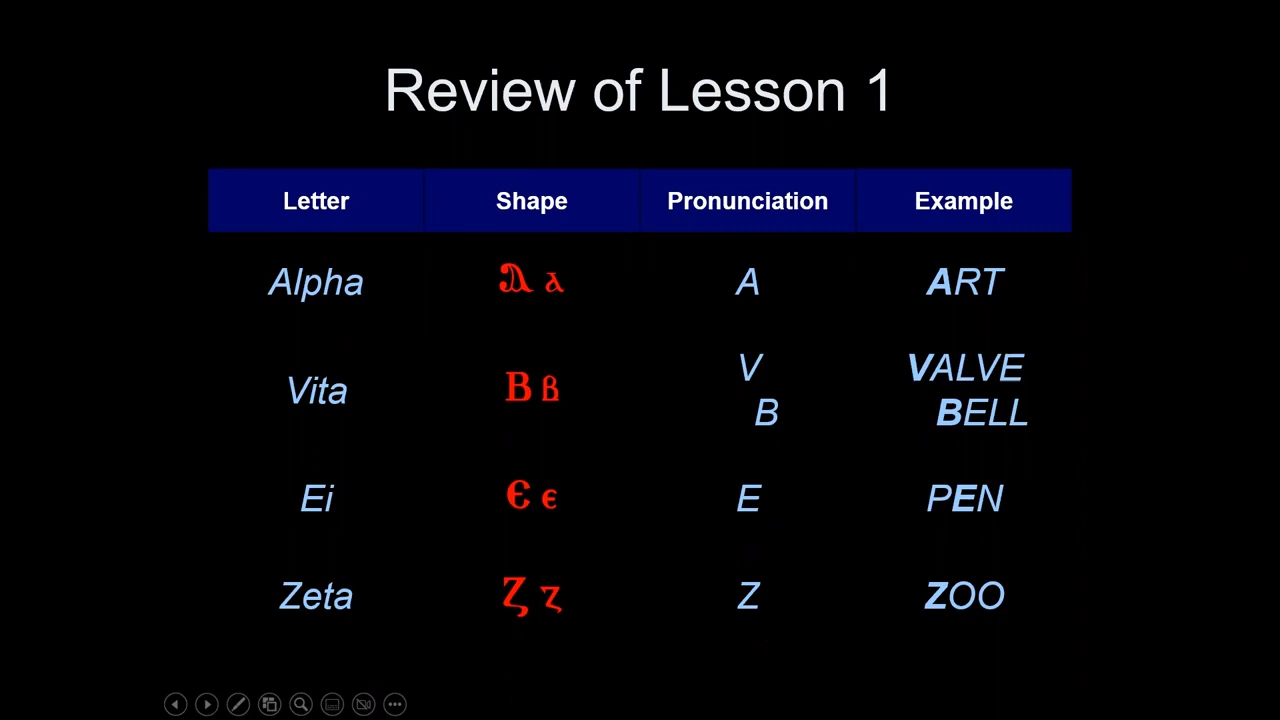 Review of Lesson 1
Letter Shape Pronunciation Example
Alpha Ⲁ ⲁ A ART
Vita Ⲃ ⲃ V VALVE
B BELL
Ei Ⲉ ⲉ E PEN
Zeta Ⲍ ⲍ Z ZOO